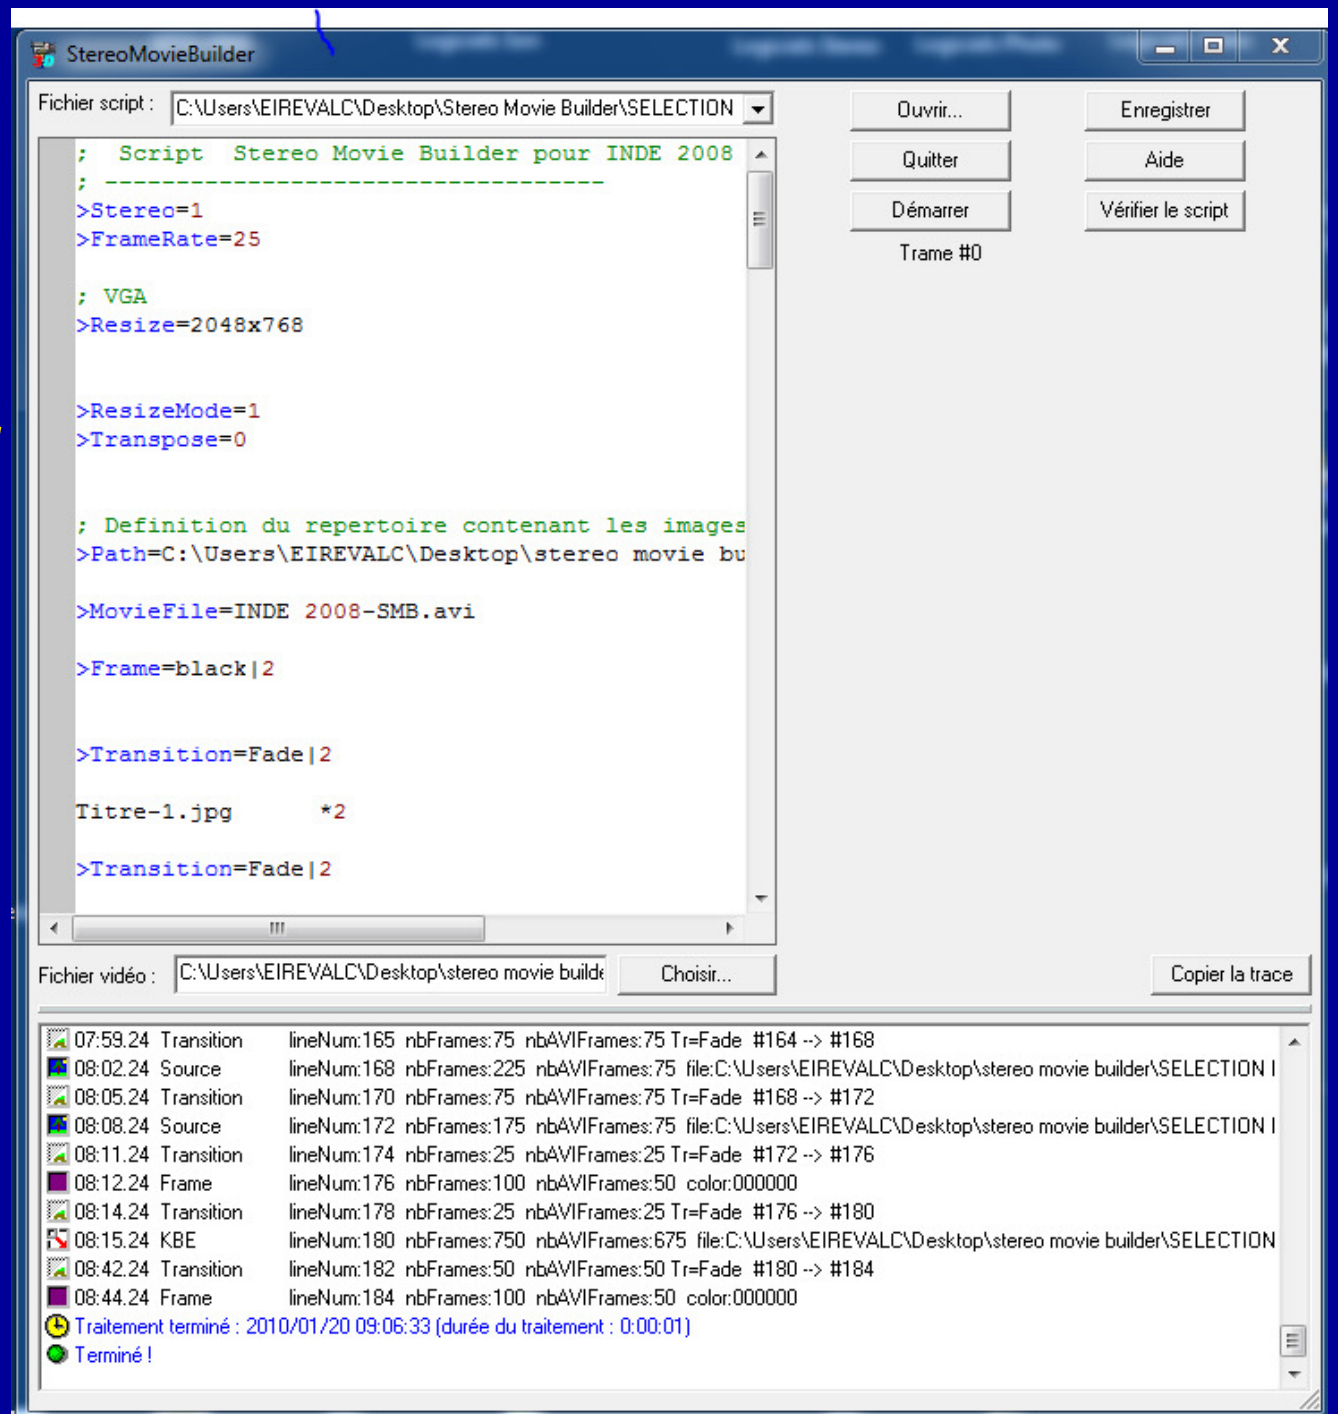 StereoMovieBuilder
Fichier script :
C:\Users\EIREVALC\Desktop\Stereo Movie Builder\SELECTION
Ouvrir...
Enregistrer
Quitter
Aide
Démarrer
Vérifier le script
Trame #0
;  Script  Stereo Movie Builder pour INDE 2008
; -----------------------------------
>Stereo=1
>FrameRate=25
; VGA
>Resize=2048x768
>ResizeMode=1
>Transpose=0
; Definition du repertoire contenant les images
>Path=C:\Users\EIREVALC\Desktop\stereo movie bu
>MovieFile=INDE 2008-SMB.avi
>Frame=black|2
>Transition=Fade|2
Titre-1.jpg      *2
>Transition=Fade|2
Fichier vidéo :
C:\Users\EIREVALC\Desktop\stereo movie builde
Choisir...
Copier la trace
07:59.24 Transition lineNum:165 nbFrames:75 nbAVIFrames:75 Tr=Fade #164 --> #168
08:02.24 Source lineNum:168 nbFrames:225 nbAVIFrames:75 file:C:\Users\EIREVALC\Desktop\stereo movie builder\SELECTION I
08:05.24 Transition lineNum:170 nbFrames:75 nbAVIFrames:75 Tr=Fade #168 --> #172
08:08.24 Source lineNum:172 nbFrames:175 nbAVIFrames:75 file:C:\Users\EIREVALC\Desktop\stereo movie builder\SELECTION I
08:11.24 Transition lineNum:174 nbFrames:25 nbAVIFrames:25 Tr=Fade #172 --> #176
08:12.24 Frame lineNum:176 nbFrames:100 nbAVIFrames:50 color:000000
08:14.24 Transition lineNum:178 nbFrames:25 nbAVIFrames:25 Tr=Fade #176 --> #180
08:15.24 KBE lineNum:180 nbFrames:750 nbAVIFrames:675 file:C:\Users\EIREVALC\Desktop\stereo movie builder\SELECTION
08:42.24 Transition lineNum:182 nbFrames:50 nbAVIFrames:50 Tr=Fade #180 --> #184
08:44.24 Frame lineNum:184 nbFrames:100 nbAVIFrames:50 color:000000
Traitement terminé : 2010/01/20 09:06:33 (durée du traitement : 0:00:01)
Terminé !